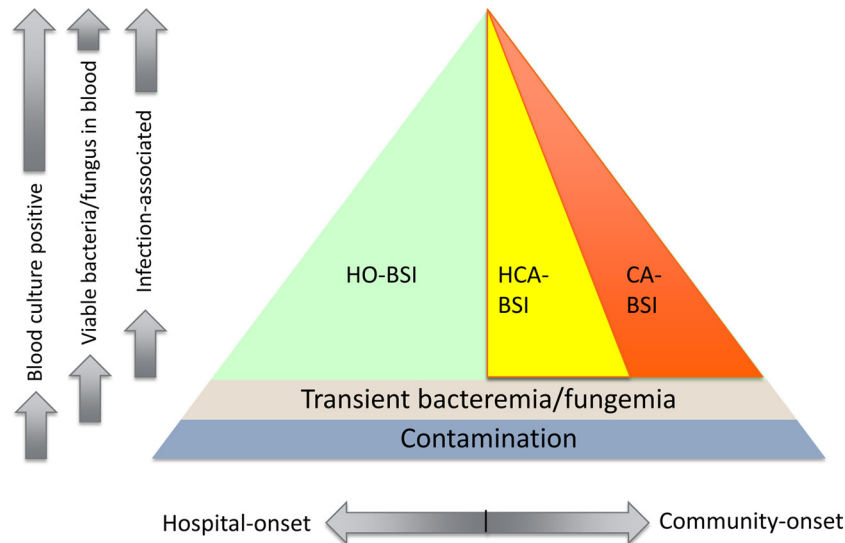 Blood culture positive
Viable bacteria/fungus in blood
Infection-associated
HO-BSI
HCA-
BSI
CA-
BSI
Transient bacteremia/fungemia
Contamination
Hospital-onset
Community-onset